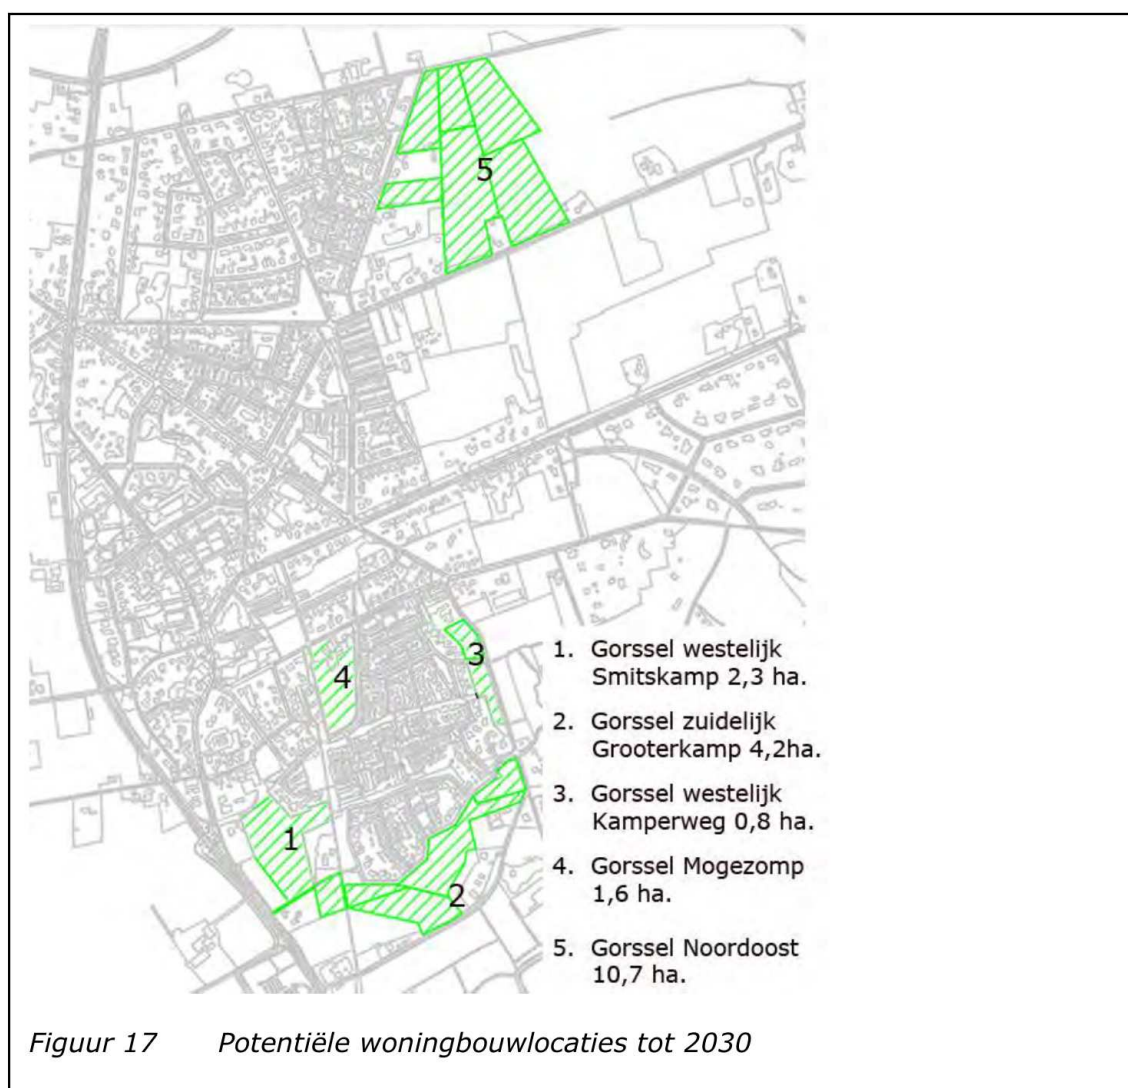 5
3
4
1
2
1. Gorssel westelijk
Smitskamp 2,3 ha.
2. Gorssel zuidelijk
Grooterkamp 4,2ha.
3. Gorssel westelijk
Kamperweg 0,8 ha.
4. Gorssel Mogezomp
1,6 ha.
5. Gorssel Noordoost
10,7 ha.
Figuur 17 Potentiële woningbouwlocaties tot 2030